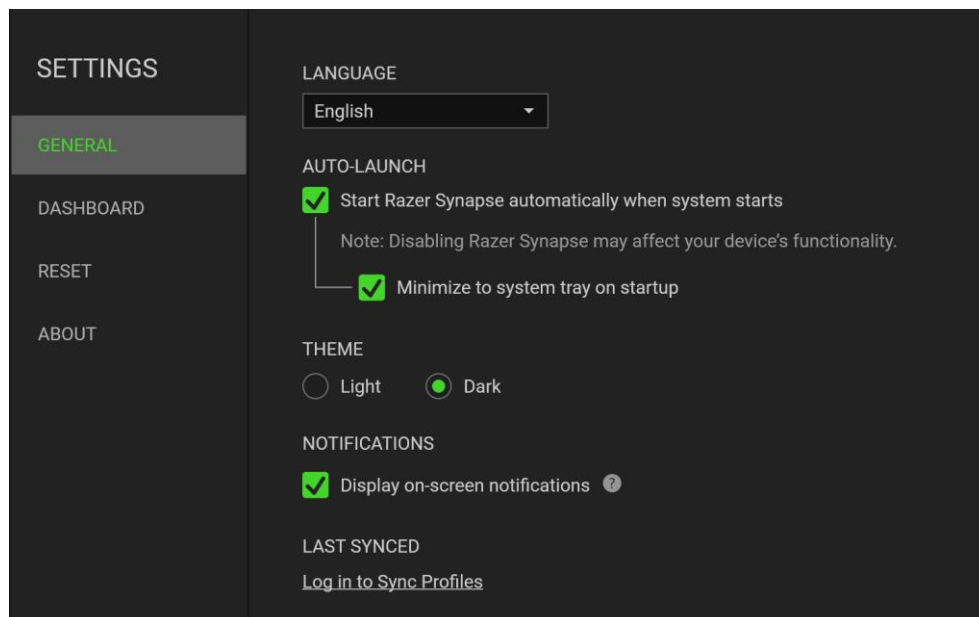 SETTINGS
GENERAL
DASHBOARD
RESET
ABOUT
LANGUAGE
English
AUTO-LAUNCH
Start Razer Synapse automatically when system starts
Note: Disabling Razer Synapse may affect your device’s functionality.
Minimize to system tray on startup
THEME
Light
Dark
NOTIFICATIONS
Display on-screen notifications ?
LAST SYNCED
Log in to Sync Profiles